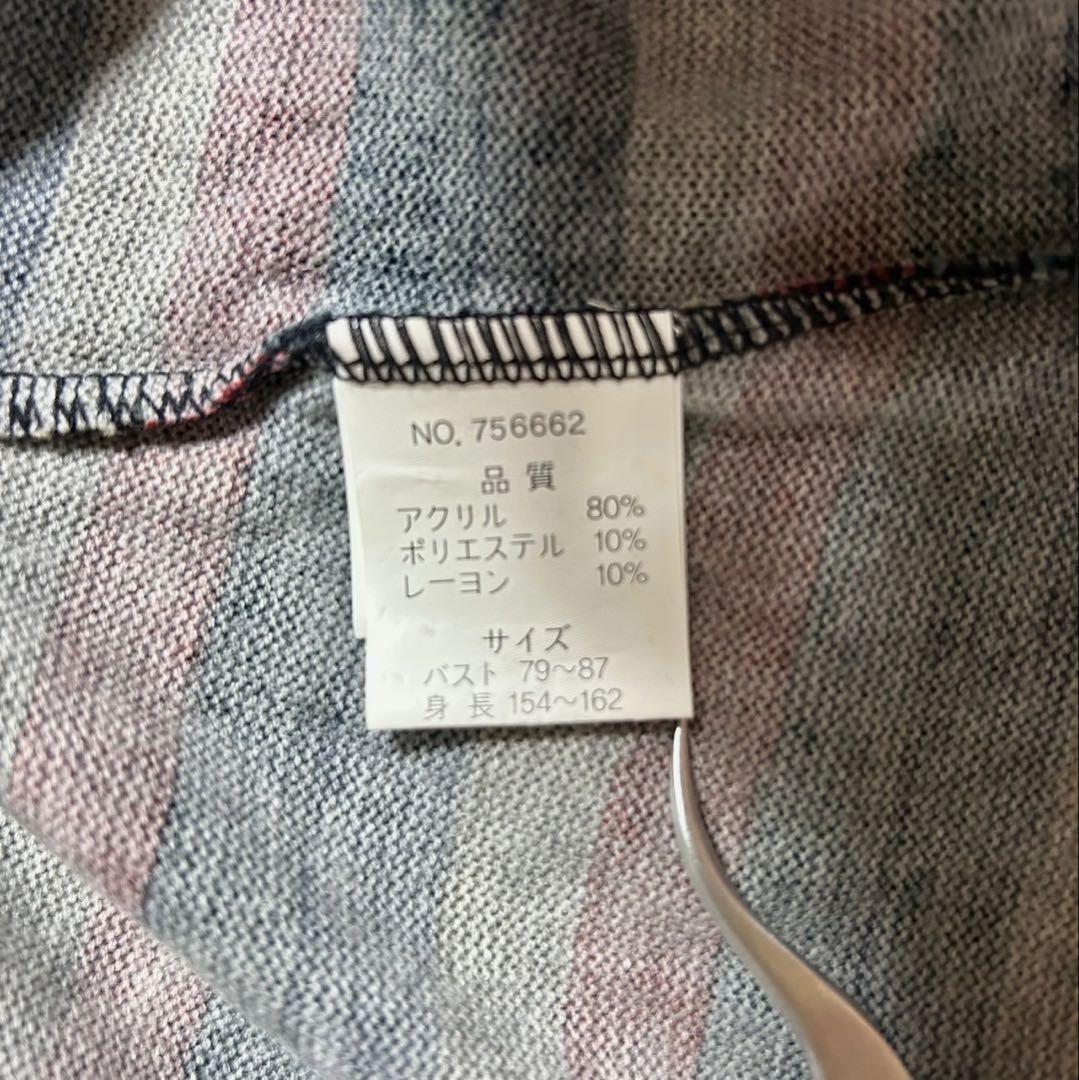 NO. 756662
品質
アクリル 80%
ポリエステル 10%
レーヨン 10%
サイズ
バスト 79〜87
身長 154〜162